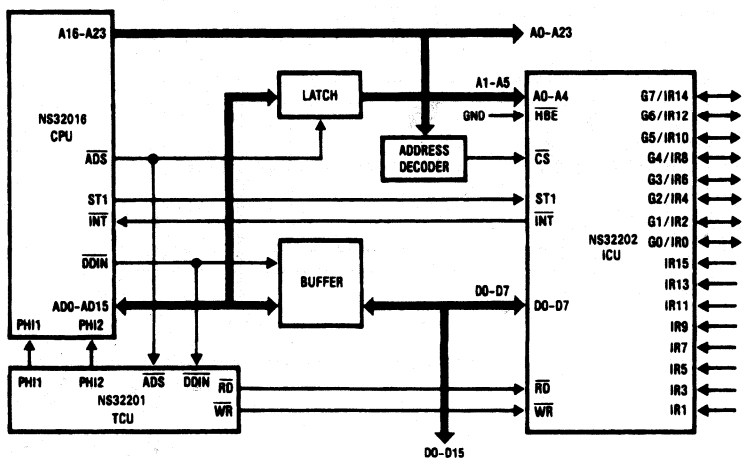 A16-A23
A0-A23
NS32016
CPU
LATCH
A1-A5
A0-A4
GND
HBE
ADDRESS
DECODER
CS
ADS
ST1
INT
ST1
INT
DDIN
BUFFER
AD0-AD15
D0-D7
D0-D7
NS32202
ICU
G7/IR14
G6/IR12
G5/IR10
G4/IR8
G3/IR6
G2/IR4
G1/IR2
G0/IR0
IR15
IR13
IR11
IR9
IR7
IR5
IR3
IR1
PHI1
PHI2
PHI1
PHI2
ADS
DDIN
RD
WR
NS32201
TCU
RD
WR
D0-D15